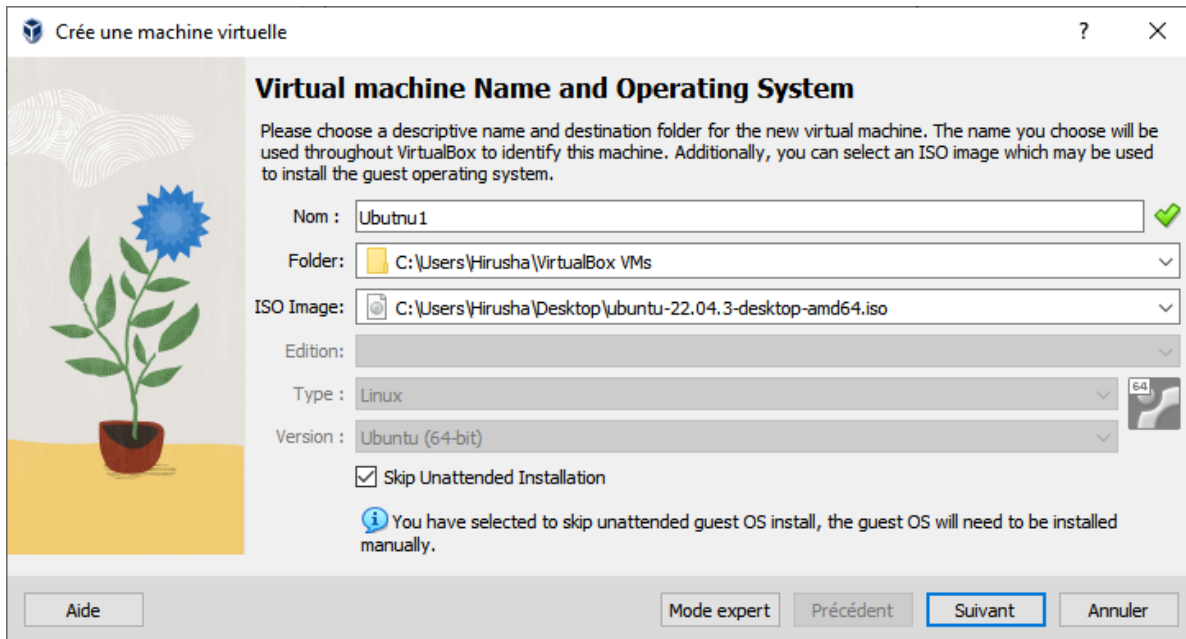 Crée une machine virtuelle
?
Virtual machine Name and Operating System
Please choose a descriptive name and destination folder for the new virtual machine. The name you choose will be
used throughout VirtualBox to identify this machine. Additionally, you can select an ISO image which may be used
to install the guest operating system.
Nom : Ubutnu1
Folder: C:\Users\Hirusha\VirtualBox VMs
ISO Image: C:\Users\Hirusha\Desktop\ubuntu-22.04.3-desktop-amd64.iso
Edition:
Type : Linux
64
Version : Ubuntu (64-bit)
Skip Unattended Installation
You have selected to skip unattended guest OS install, the guest OS will need to be installed
manually.
Aide Mode expert Précédent Suivant Annuler